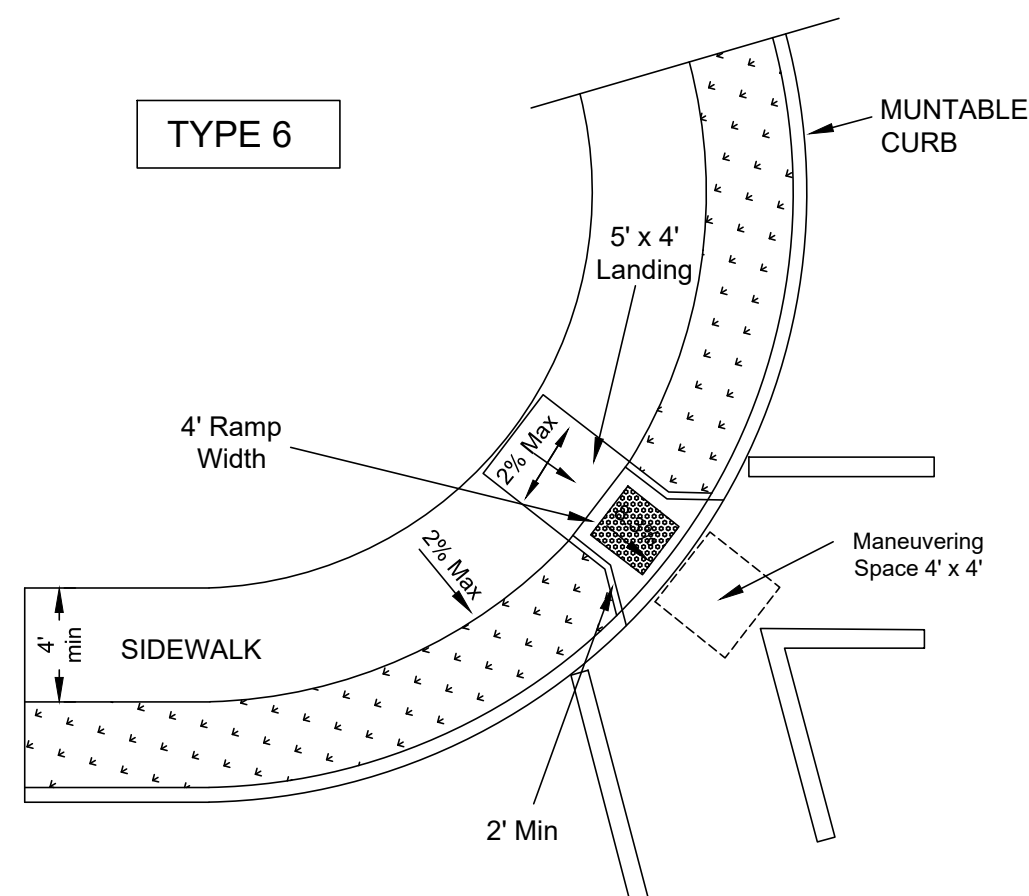 TYPE 6
MUNTABLE
CURB
5' x 4'
Landing
4' Ramp
Width
2% Max
2% Max
4'
min
SIDEWALK
Maneuvering
Space 4' x 4'
2' Min